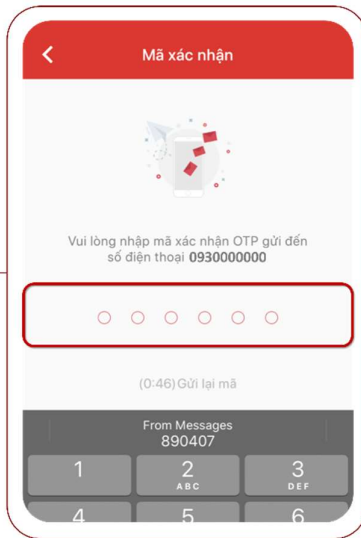 Mã xác nhận
Vui lòng nhập mã xác nhận OTP gửi đến
số điện thoại 0930000000
(0:46) Gửi lại mã
From Messages
890407
1
2
ABC
3
DEF
4
5
6